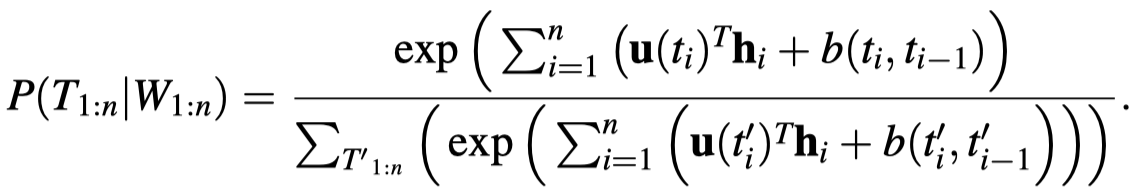 P(T_{1:n}|W_{1:n}) = \frac{\exp\left(\sum_{i=1}^{n}\left(\mathbf{u}(t_i)^T\mathbf{h}_i + b(t_i, t_{i-1})\right)\right)}{\sum_{T'_{1:n}}\left(\exp\left(\sum_{i=1}^{n}\left(\mathbf{u}(t'_i)^T\mathbf{h}_i + b(t'_i, t'_{i-1})\right)\right)\right)}.